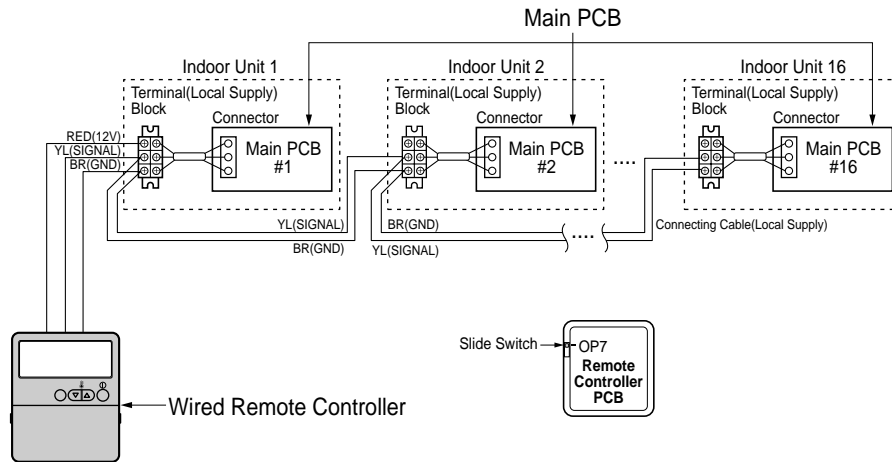 Main PCB
Indoor Unit 1
Indoor Unit 2
Indoor Unit 16
Terminal(Local Supply)
Block
Connector
Main PCB
#1
Terminal(Local Supply)
Block
Connector
Main PCB
#2
....
Terminal(Local Supply)
Block
Connector
Main PCB
#16
RED(12V)
YL(SIGNAL)
BR(GND)
YL(SIGNAL)
BR(GND)
BR(GND)
YL(SIGNAL)
....
Connecting Cable(Local Supply)
Slide Switch
OP7
Remote
Controller
PCB
Wired Remote Controller